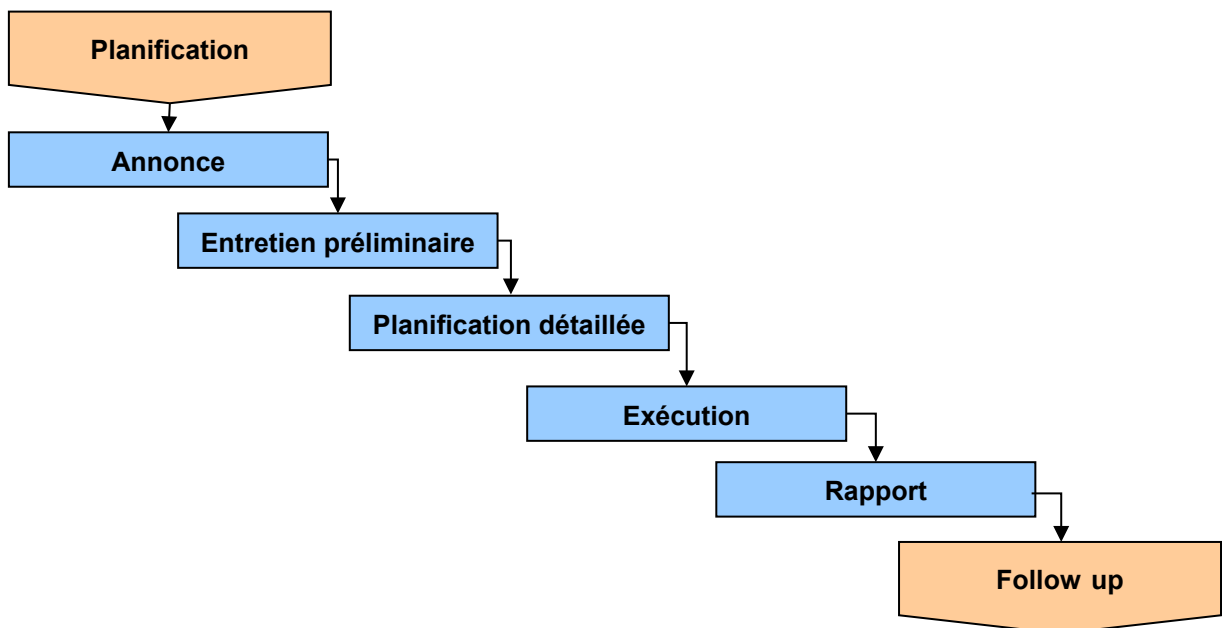 Planification
Annonce
Entretien préliminaire
Planification détaillée
Exécution
Rapport
Follow up